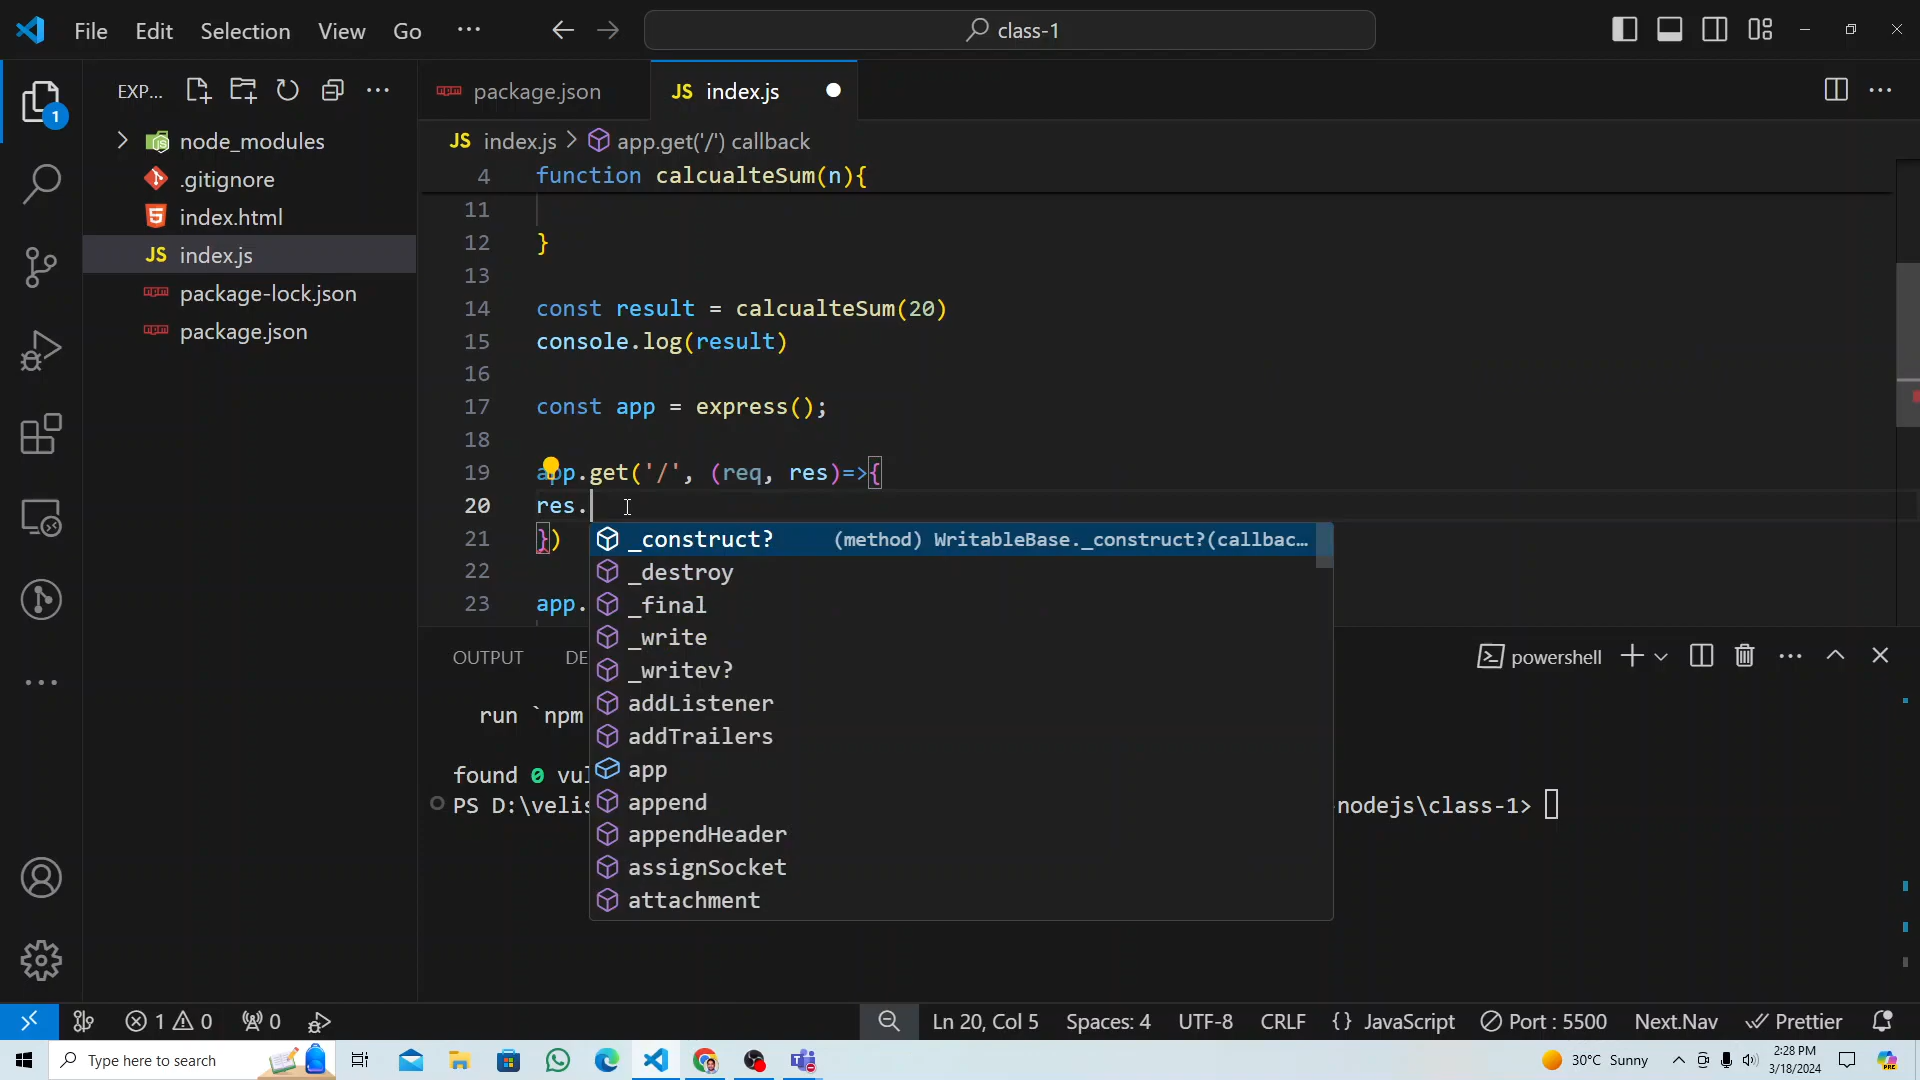 File Edit Selection View Go ··· class-1
EXP... package.json JS index.js
1
node_modules
.gitignore
index.html
JS index.js
package-lock.json
package.json
JS index.js > app.get('/') callback
4 function calcualteSum(n){
11
12 }
13
14 const result = calcualteSum(20)
15 console.log(result)
16
17 const app = express();
18
19 app.get('/', (req, res)=>{
20 res.
21 })
22
23 app.
_construct? (method) WritableBase._construct?(callbac...
_destroy
_final
_write
_writev?
addListener
addTrailers
app
append
appendHeader
assignSocket
attachment
OUTPUT DE powershell
run `npm
found 0 vul
PS D:\velis nodejs\class-1>
1 0 0 Ln 20, Col 5 Spaces: 4 UTF-8 CRLF {} JavaScript Port : 5500 Next.Nav Prettier
Type here to search 30°C Sunny 2:28 PM
3/18/2024
PRE